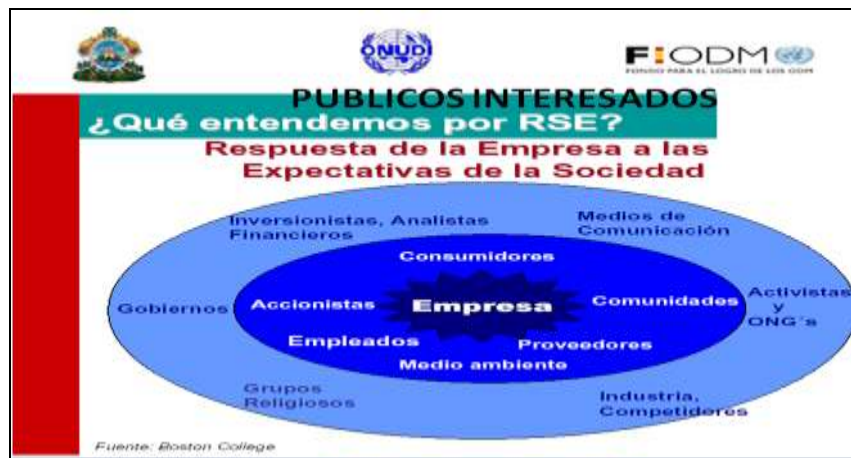 ONUDI
F ODM
FONDO PARA EL LOGRO DE LOS ODM
PUBLICOS INTERESADOS
¿Qué entendemos por RSE?
Respuesta de la Empresa a las
Expectativas de la Sociedad
Inversionistas, Analistas
Financieros
Medios de
Comunicación
Consumidores
Gobiernos
Accionistas
Empresa
Comunidades
Activistas
y
ONG´s
Empleados
Proveedores
Medio ambiente
Grupos
Religiosos
Industria,
Competidores
Fuente: Boston College